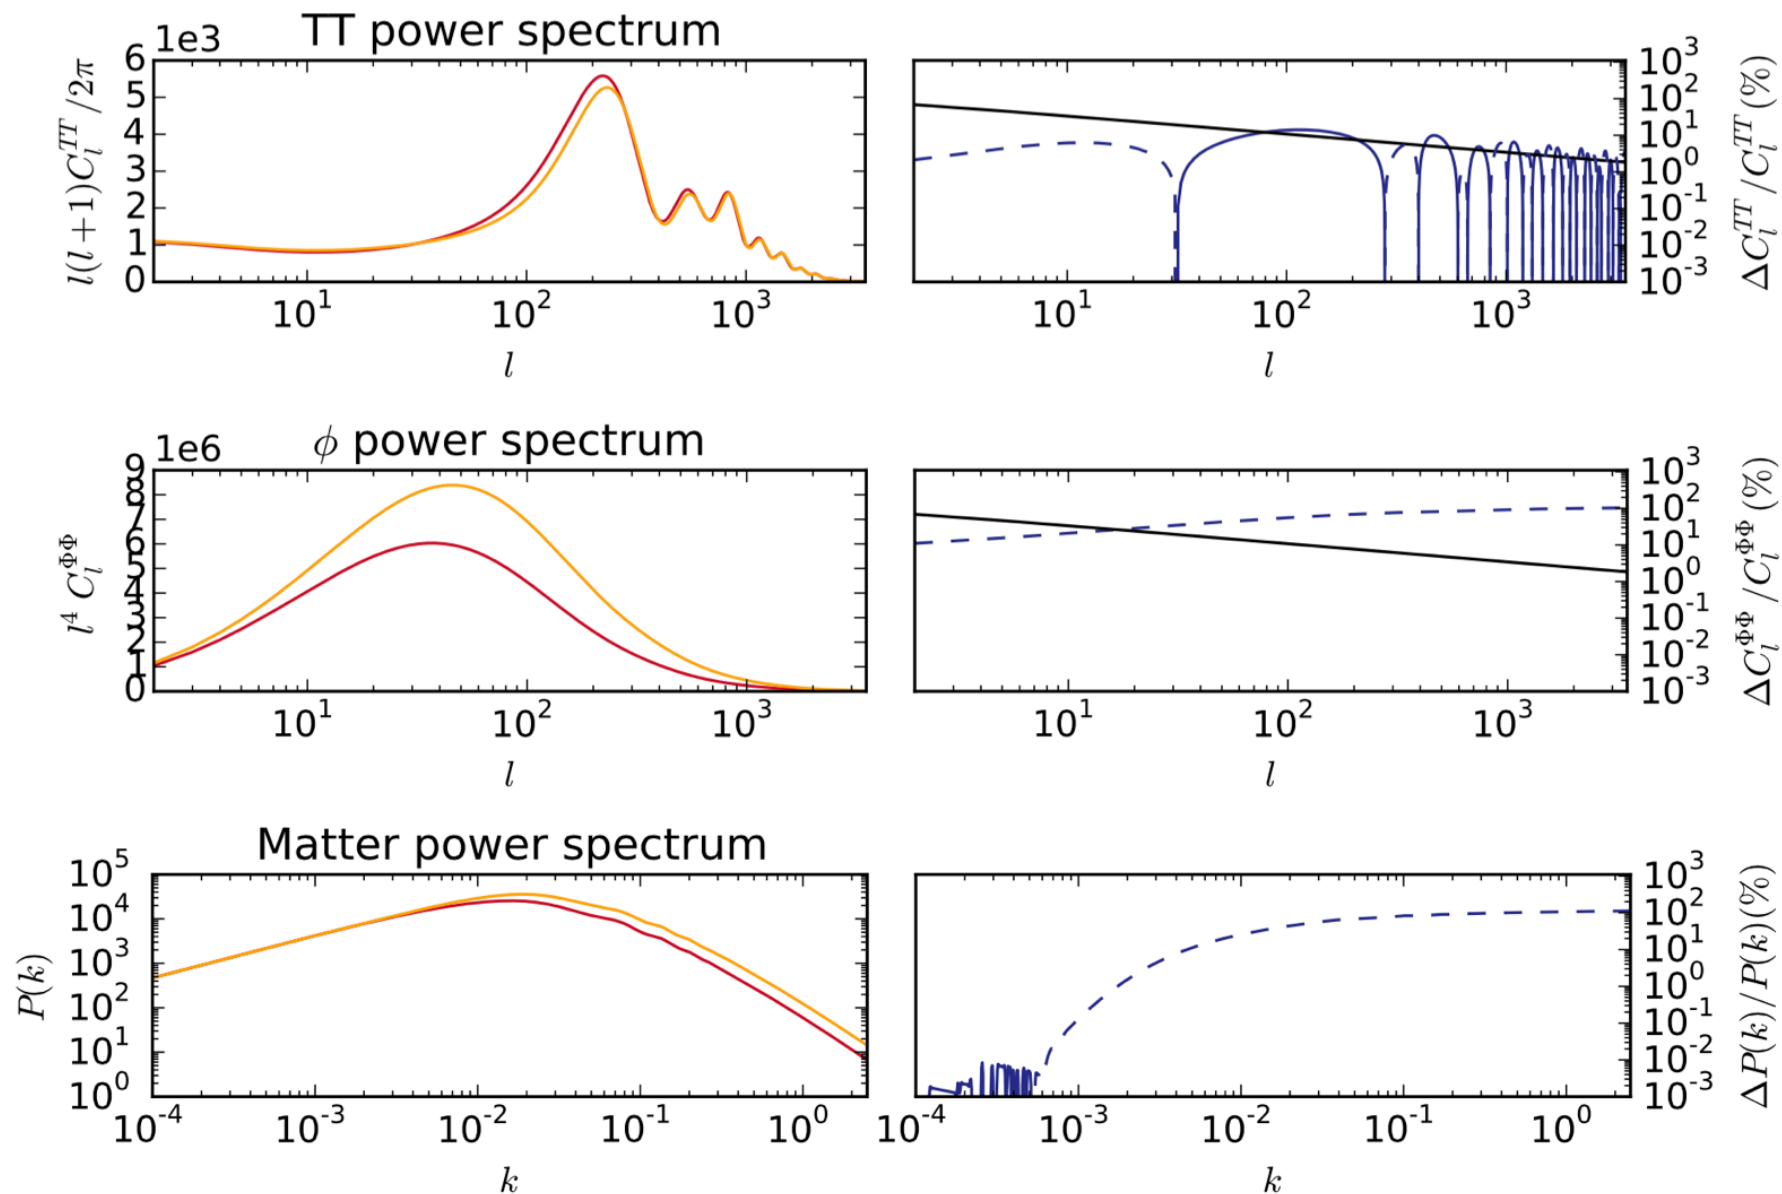 TT power spectrum
1e3
l(l+1)C_l^{TT}/2π
6
5
4
3
2
1
0
10^1 10^2 10^3
l
10^3
10^2
10^1
10^0
10^-1
10^-2
10^-3
ΔC_l^{TT}/C_l^{TT}(%)
10^1 10^2 10^3
l
ϕ power spectrum
1e6
l^4 C_l^{ΦΦ}
9
8
7
6
5
4
3
2
1
0
10^1 10^2 10^3
l
10^3
10^2
10^1
10^0
10^-1
10^-2
10^-3
ΔC_l^{ΦΦ}/C_l^{ΦΦ}(%)
10^1 10^2 10^3
l
Matter power spectrum
P(k)
10^5
10^4
10^3
10^2
10^1
10^0
10^-4 10^-3 10^-2 10^-1 10^0
k
10^3
10^2
10^1
10^0
10^-1
10^-2
10^-3
ΔP(k)/P(k)(%)
10^-4 10^-3 10^-2 10^-1 10^0
k